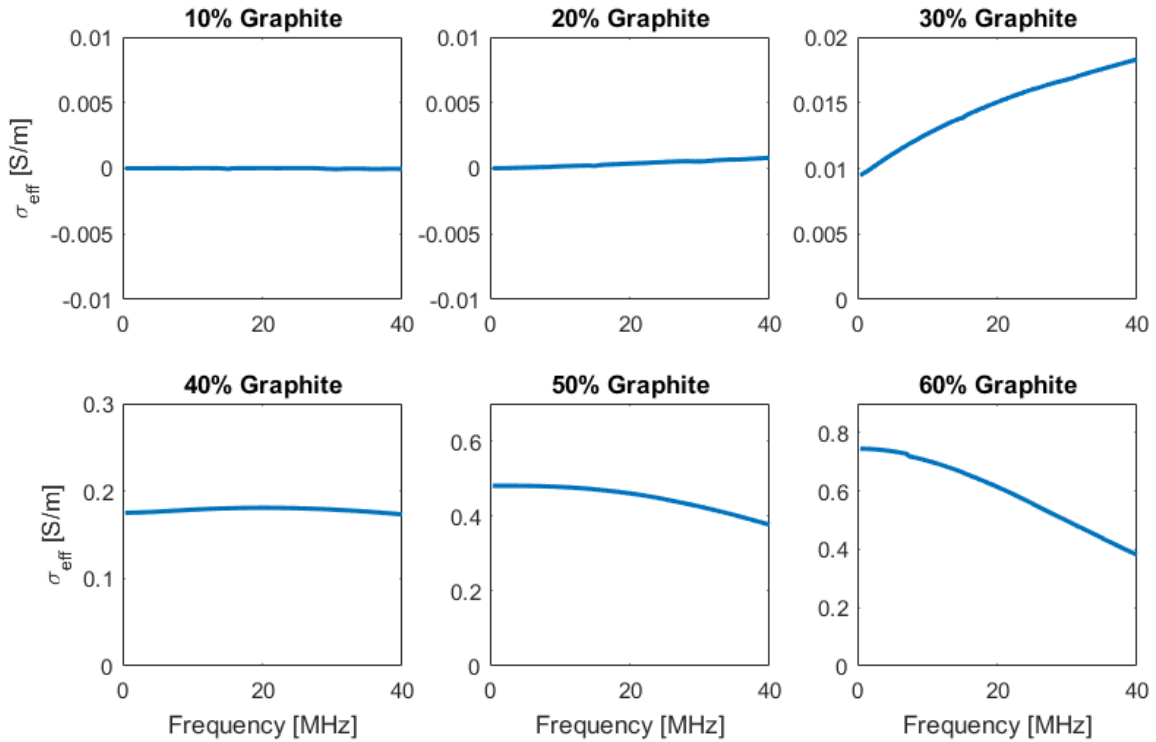 10% Graphite
0.01
0.005
0
-0.005
-0.01
σeff [S/m]
0 20 40
20% Graphite
0.01
0.005
0
-0.005
-0.01
0 20 40
30% Graphite
0.02
0.015
0.01
0.005
0
0 20 40
40% Graphite
0.3
0.2
0.1
0
σeff [S/m]
0 20 40
Frequency [MHz]
50% Graphite
0.6
0.4
0.2
0
0 20 40
Frequency [MHz]
60% Graphite
0.8
0.6
0.4
0.2
0
0 20 40
Frequency [MHz]